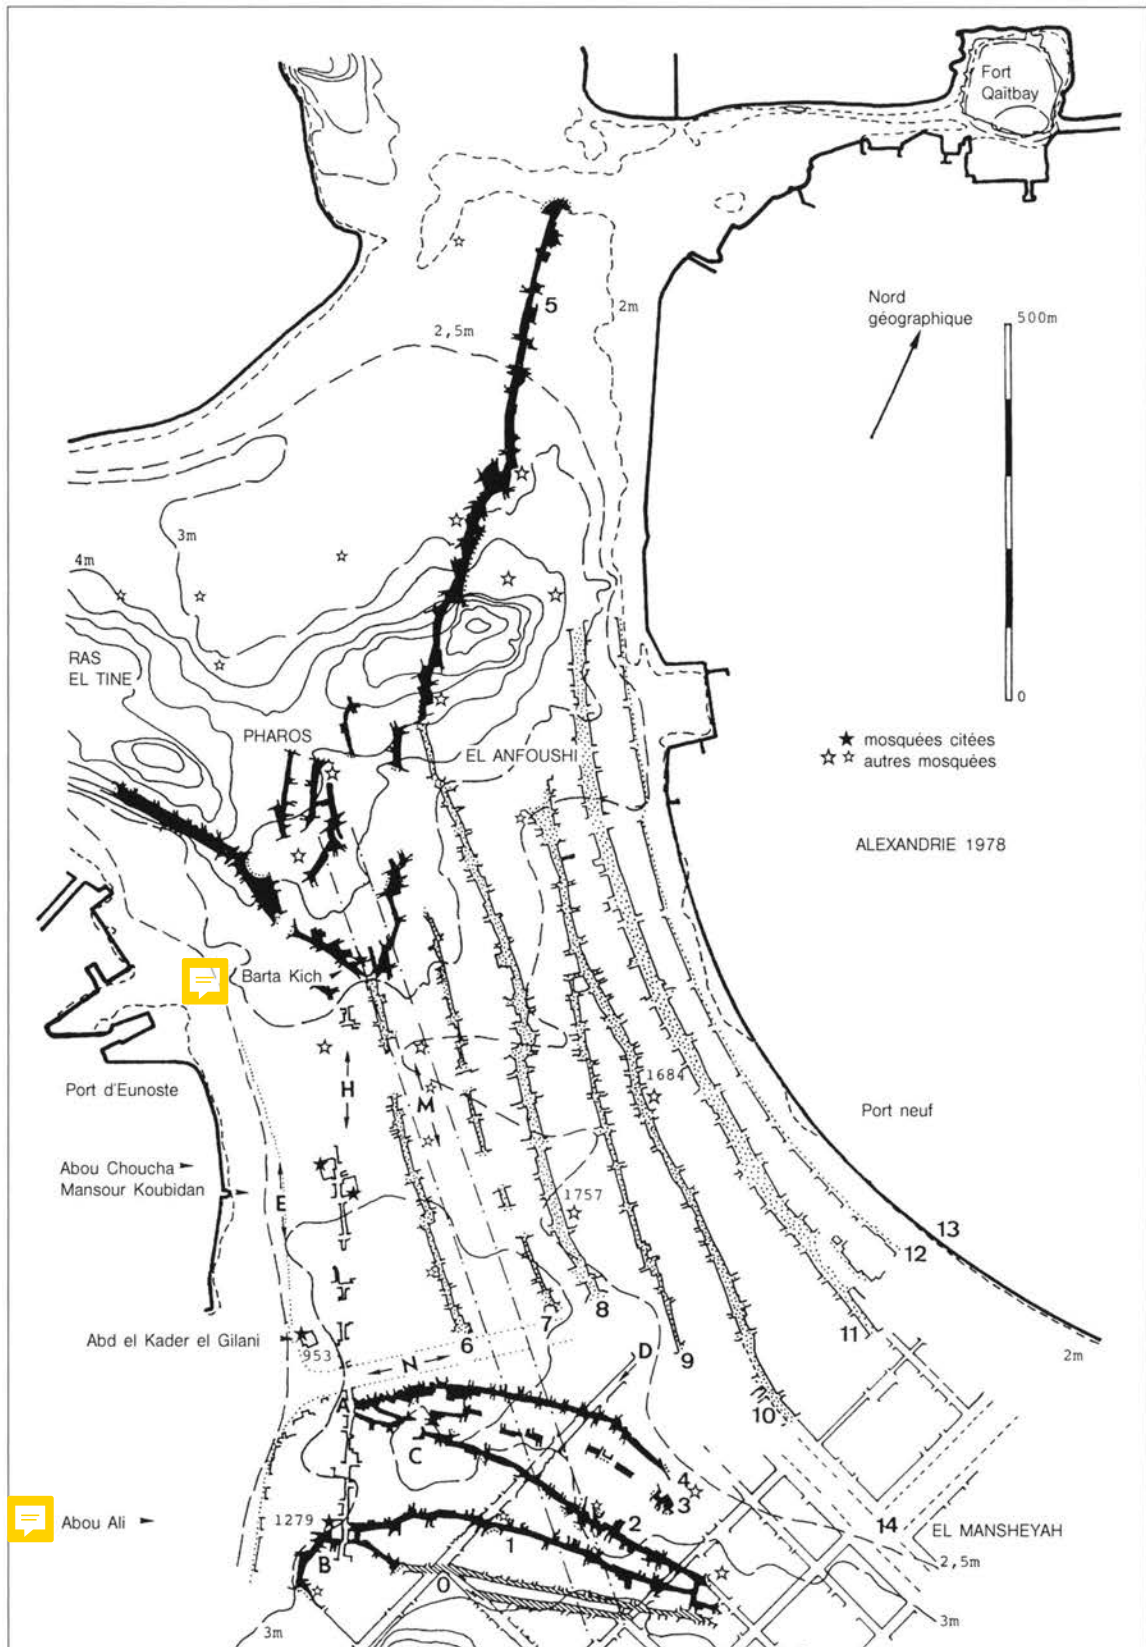 Fort
Qaïtbay
5
2m
Nord
géographique
500m
2,5m
3m
4m
RAS
EL TINE
0
PHAROS
EL ANFOUSHI
★ mosquées citées
☆ ☆ autres mosquées
ALEXANDRIE 1978
Barta Kich
H
M
1684
Port d'Eunoste
Port neuf
Abou Choucha
Mansour Koubidan
E
1757
13
12
Abd el Kader el Gilani
953
N
6
7
8
9
D
11
2m
A
10
C
4
3
2
14
EL MANSHEYAH
Abou Ali
1279
B
1
2,5m
0
3m
3m